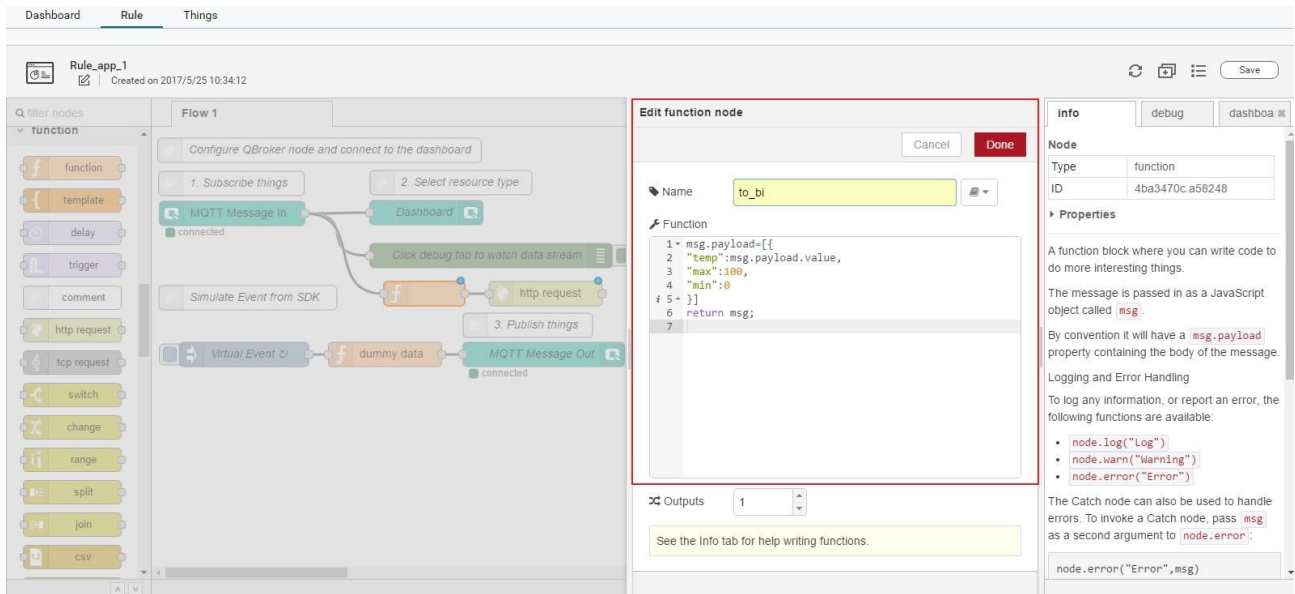 Dashboard Rule Things
Rule_app_1
Created on 2017/5/25 10:34:12
Save
filter nodes
function
function
template
delay
trigger
comment
http request
tcp request
switch
change
range
split
join
csv
Flow 1
Configure QBroker node and connect to the dashboard
1. Subscribe things
2. Select resource type
MQTT Message In
Dashboard
connected
Click debug tab to watch data stream
Simulate Event from SDK
f
http request
3. Publish things
Virtual Event ↻
dummy data
MQTT Message Out
connected
Edit function node
Cancel
Done
Name
to_bi
Function
1 msg.payload=[{
2 "temp":msg.payload.value,
3 "max":100,
4 "min":0
i 5 }]
6 return msg;
7
Outputs
1
See the Info tab for help writing functions.
info
debug
dashboa
Node
Type function
ID 4ba3470c.a58248
Properties
A function block where you can write code to
do more interesting things.
The message is passed in as a JavaScript
object called msg .
By convention it will have a msg.payload
property containing the body of the message.
Logging and Error Handling
To log any information, or report an error, the
following functions are available:
• node.log("Log")
• node.warn("Warning")
• node.error("Error")
The Catch node can also be used to handle
errors. To invoke a Catch node, pass msg
as a second argument to node.error :
node.error("Error",msg)